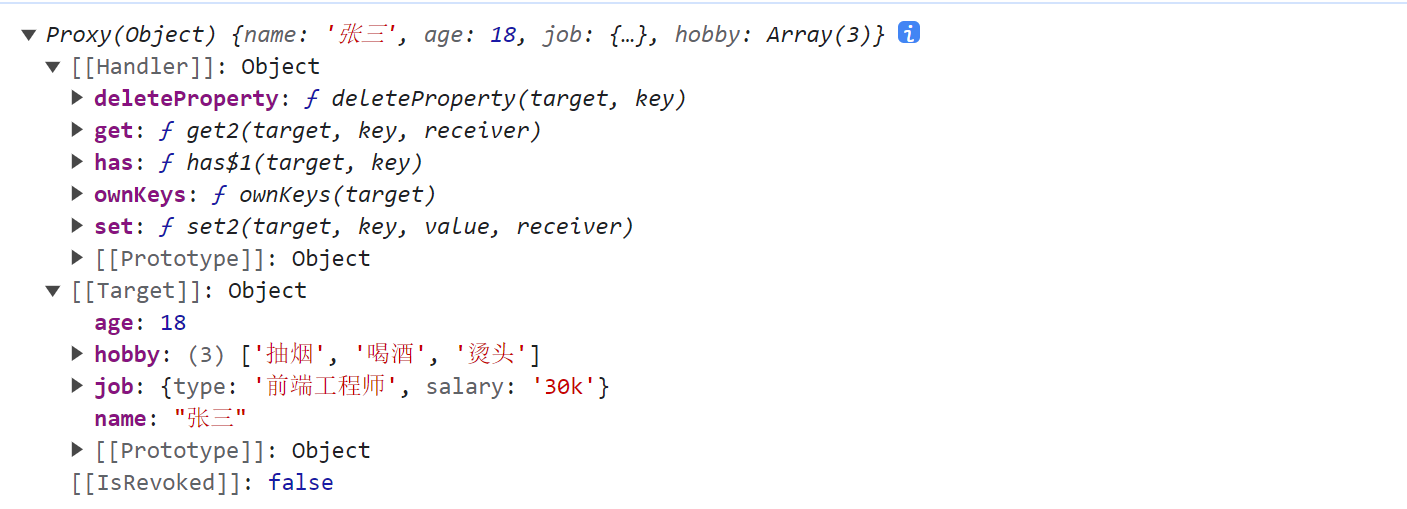 Proxy(Object) {name: '张三', age: 18, job: {…}, hobby: Array(3)} i
[[Handler]]: Object
deleteProperty: ƒ deleteProperty(target, key)
get: ƒ get2(target, key, receiver)
has: ƒ has$1(target, key)
ownKeys: ƒ ownKeys(target)
set: ƒ set2(target, key, value, receiver)
[[Prototype]]: Object
[[Target]]: Object
age: 18
hobby: (3) ['抽烟', '喝酒', '烫头']
job: {type: '前端工程师', salary: '30k'}
name: "张三"
[[Prototype]]: Object
[[IsRevoked]]: false